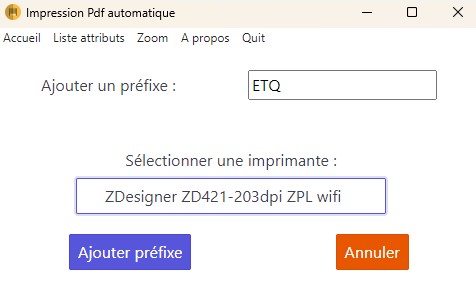 Impression Pdf automatique
Accueil Liste attributs Zoom A propos Quit
Ajouter un préfixe : ETQ
Sélectionner une imprimante :
ZDesigner ZD421-203dpi ZPL wifi
Ajouter préfixe Annuler